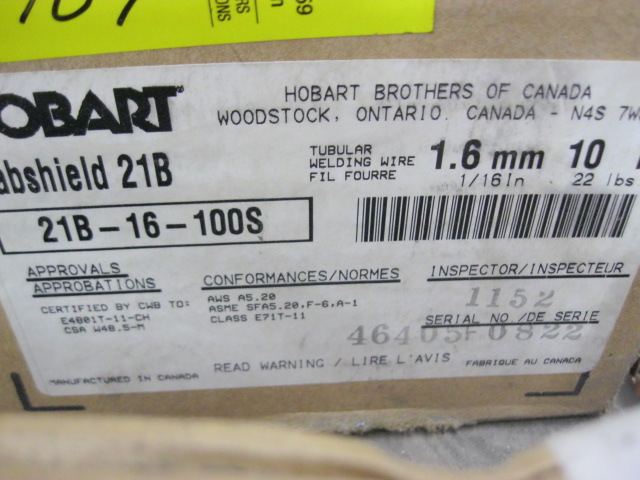 OBART
HOBART BROTHERS OF CANADA
WOODSTOCK, ONTARIO. CANADA - N4S
abshield 21B
TUBULAR
WELDING WIRE
FIL FOURRE
1.6 mm 10
1/16In 22 lbs
21B-16-100S
APPROVALS
APPROBATIONS
CERTIFIED BY CWB TO:
E4801T-11-CH
CSA W48.5-M
CONFORMANCES/NORMES
AWS A5.20
ASME SFA5.20,F-6,A-1
CLASS E71T-11
INSPECTOR/INSPECTEUR
1152
SERIAL NO./DE SERIE
46405F0822
READ WARNING / LIRE L'AVIS
FABRIQUE AU CANADA
MANUFACTURED IN CANADA